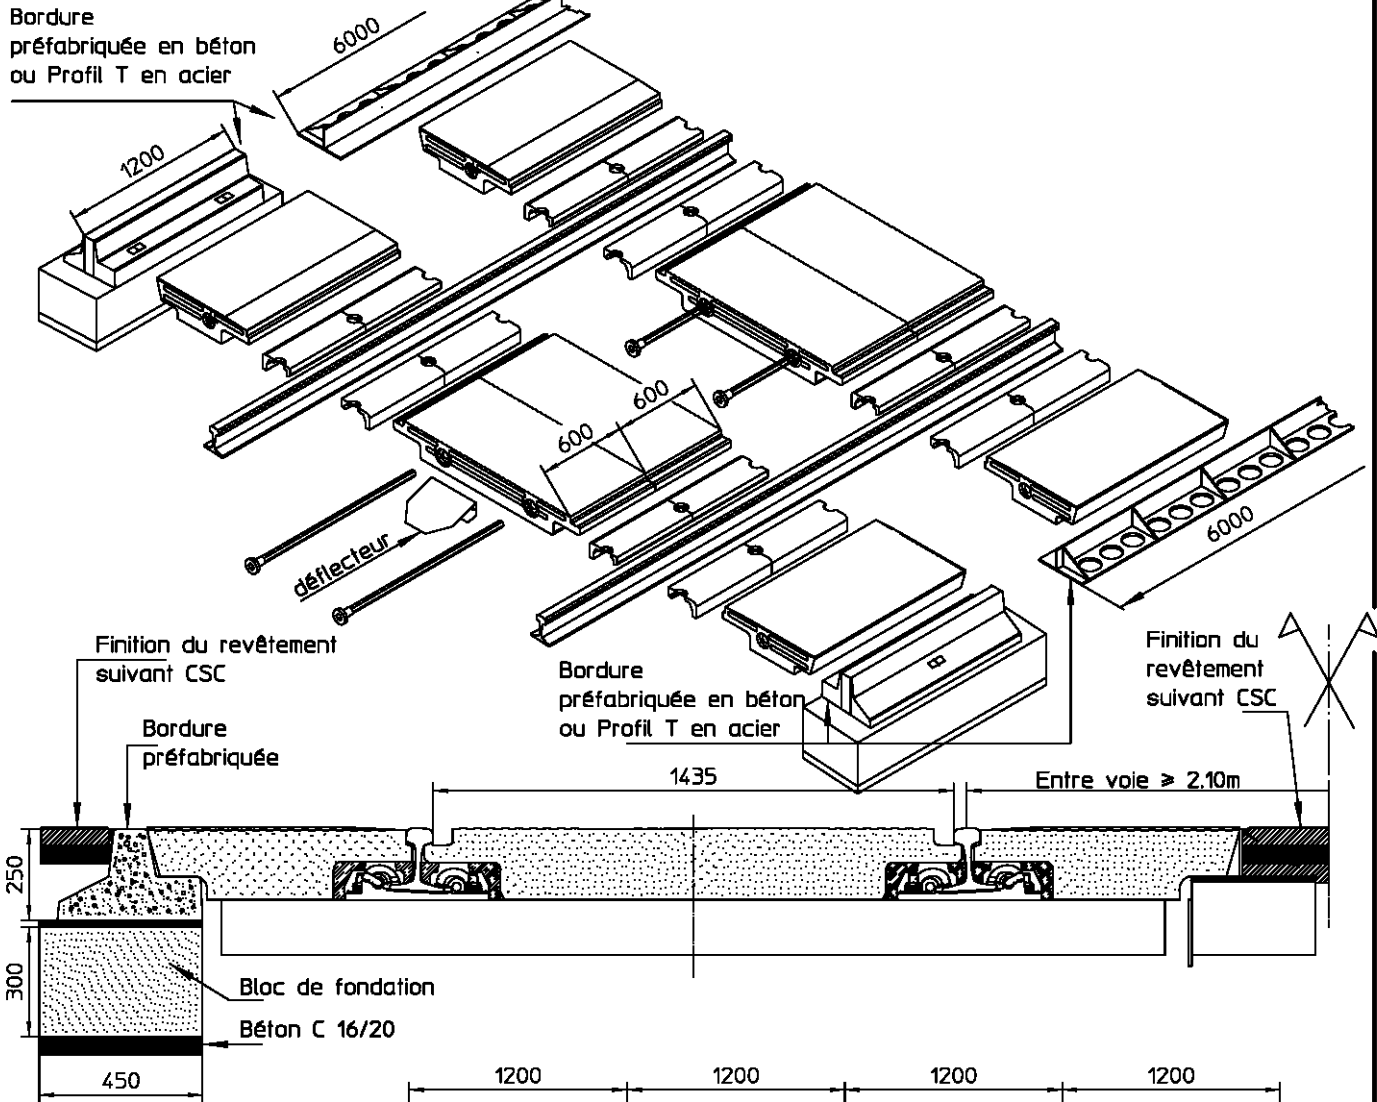 Bordure
préfabriquée en béton
ou Profil T en acier
6000
1200
600
600
déflecteur
6000
Finition du revêtement
suivant CSC
Bordure
préfabriquée en béton
ou Profil T en acier
Finition du
revêtement
suivant CSC
Bordure
préfabriquée
1435
Entre voie ≥ 2.10m
250
300
Bloc de fondation
Béton C 16/20
450
1200
1200
1200
1200